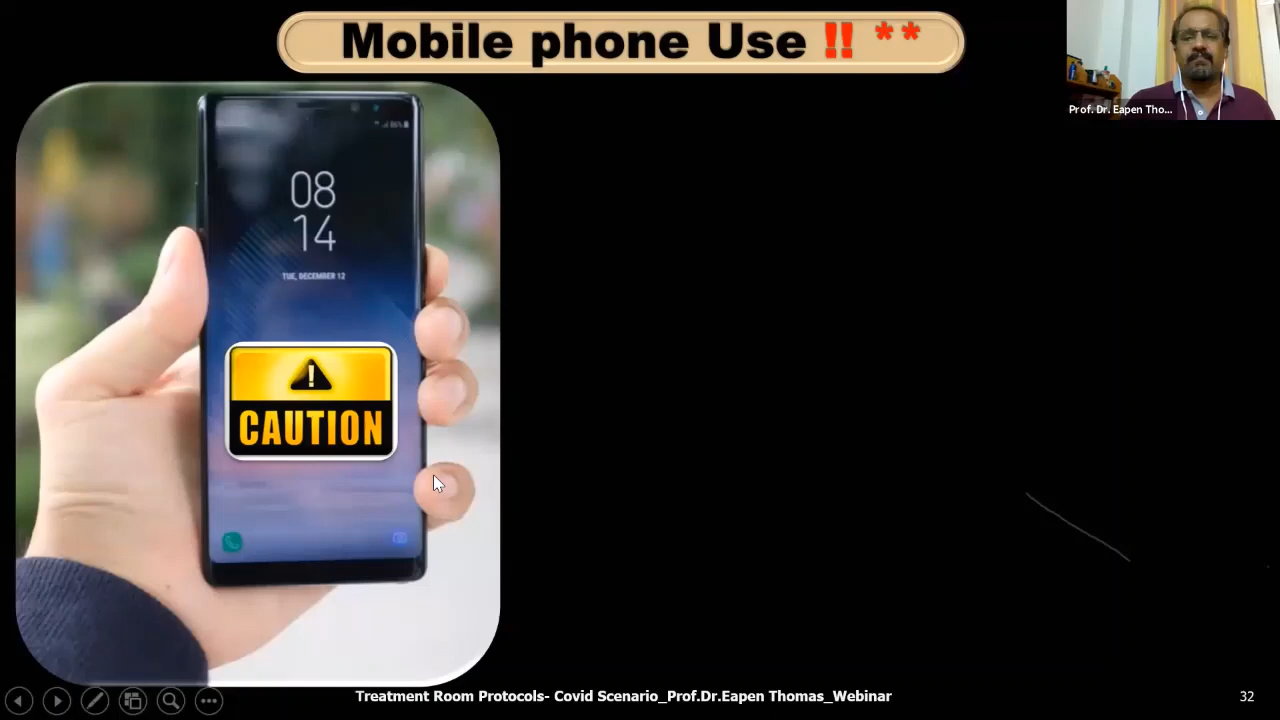 Mobile phone Use !! **
Prof. Dr. Eapen Tho...
08
14
TUE, DECEMBER 12
!
CAUTION
Treatment Room Protocols- Covid Scenario_Prof.Dr.Eapen Thomas_Webinar
32